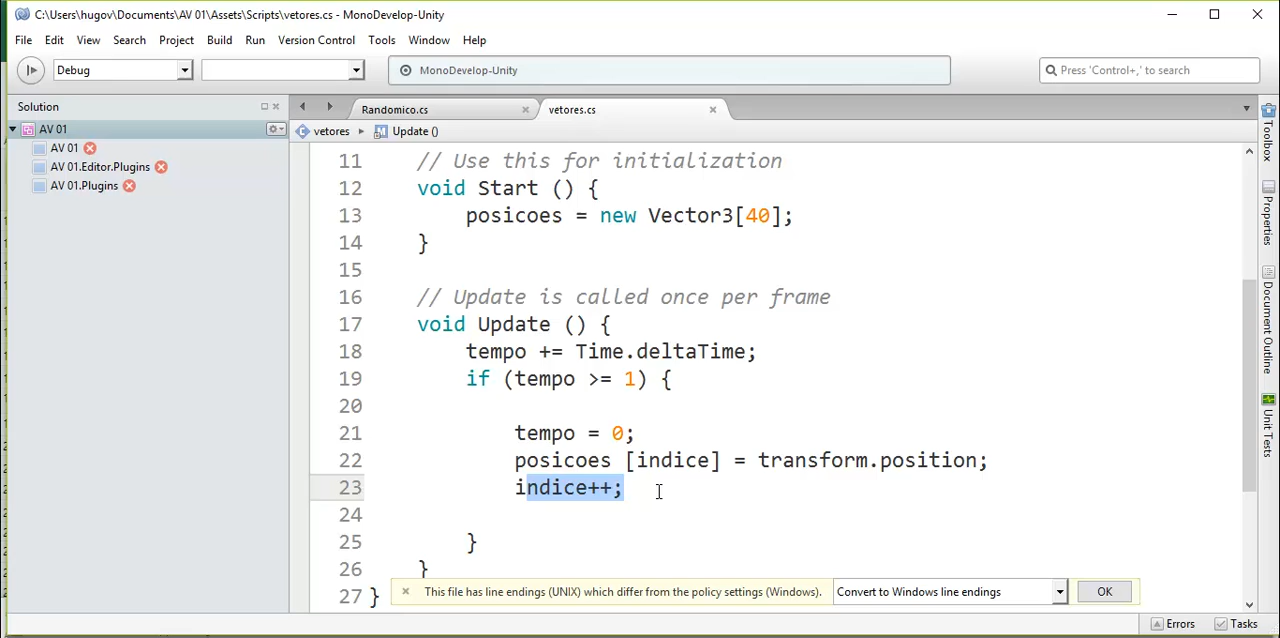 C:\Users\hugov\Documents\AV 01\Assets\Scripts\vetores.cs - MonoDevelop-Unity
File Edit View Search Project Build Run Version Control Tools Window Help
Debug
MonoDevelop-Unity
Press 'Control+,' to search
Solution
AV 01
AV 01
AV 01.Editor.Plugins
AV 01.Plugins
Randomico.cs
vetores.cs
vetores
Update ()
11 // Use this for initialization
12 void Start () {
13 posicoes = new Vector3[40];
14 }
15
16 // Update is called once per frame
17 void Update () {
18 tempo += Time.deltaTime;
19 if (tempo >= 1) {
20
21 tempo = 0;
22 posicoes [indice] = transform.position;
23 indice++;
24
25 }
26 }
27 }
This file has line endings (UNIX) which differ from the policy settings (Windows).
Convert to Windows line endings
OK
Toolbox
Properties
Document Outline
Unit Tests
Errors
Tasks